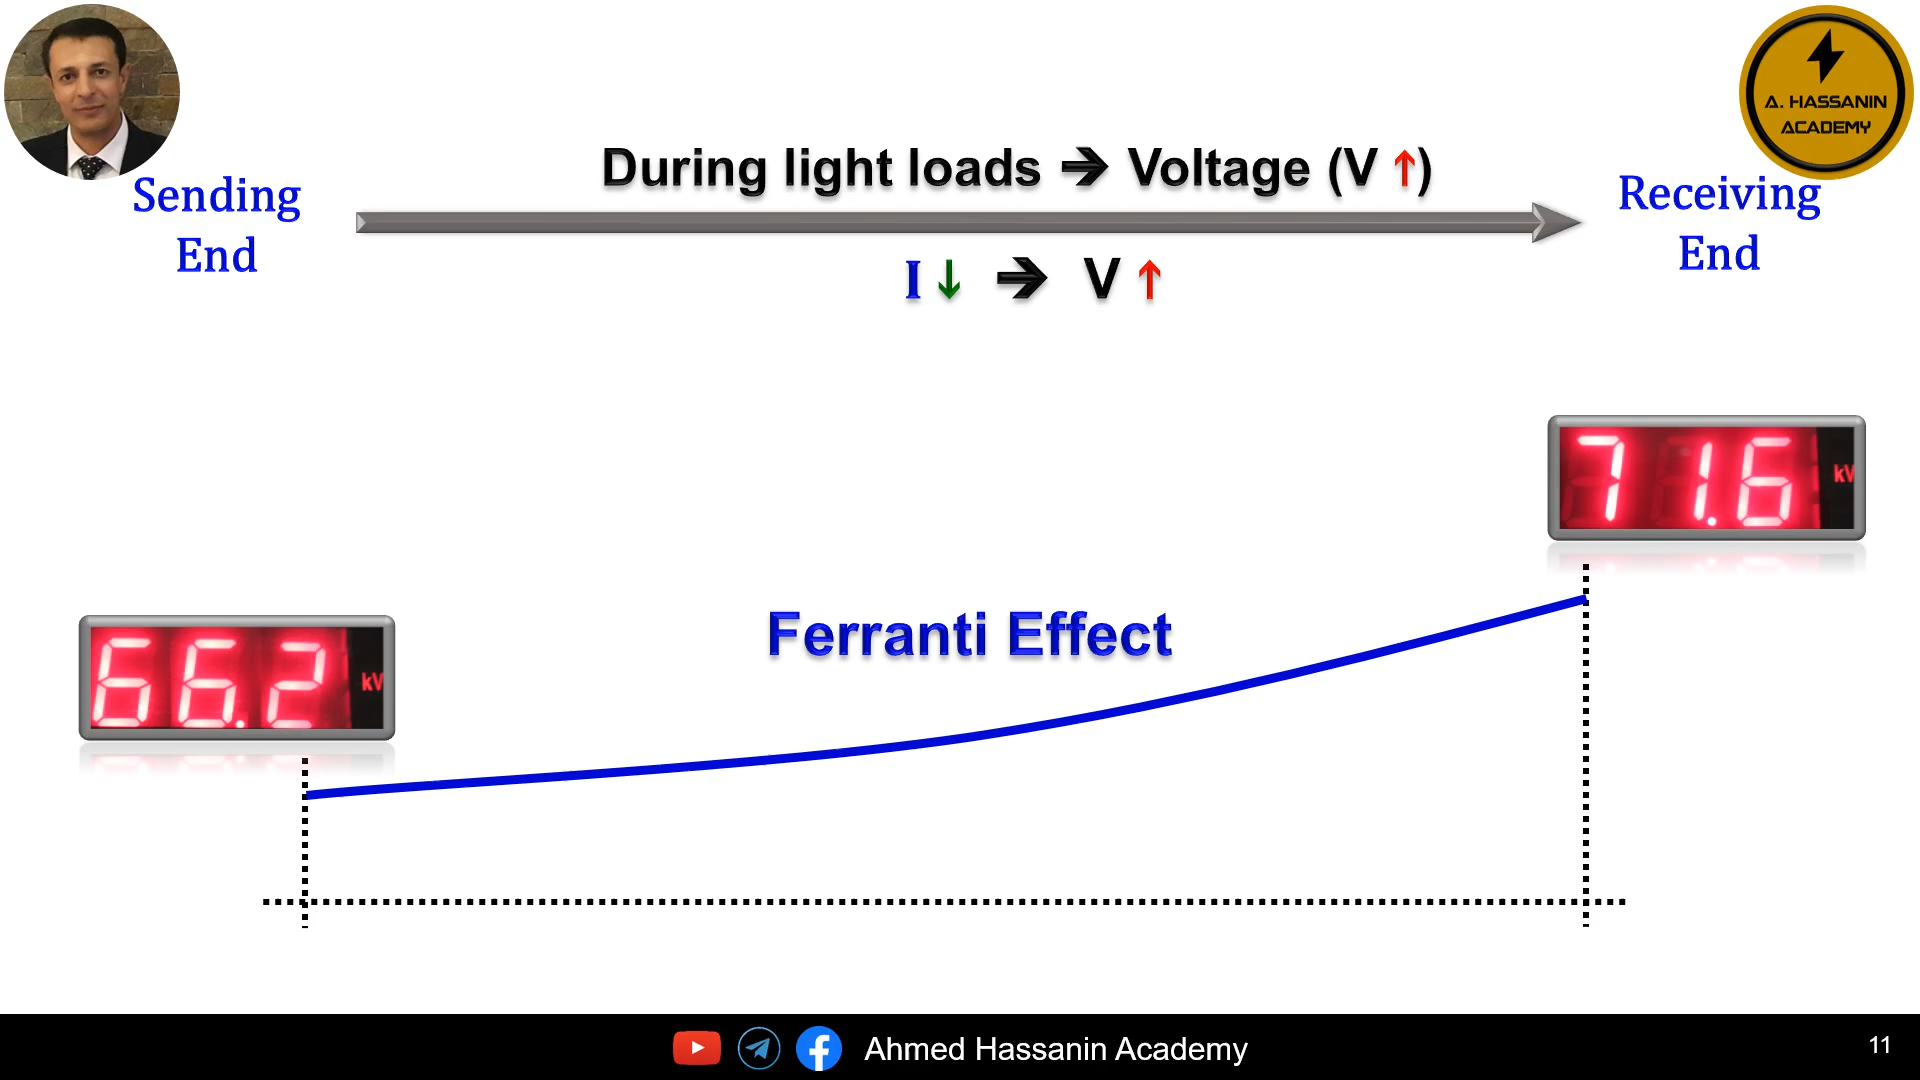 A. HASSANIN
ACADEMY
During light loads ➔ Voltage (V ↑)
Sending
End
Receiving
End
I ↓ ➔ V ↑
71.6 kV
66.2 kV
Ferranti Effect
Ahmed Hassanin Academy
11